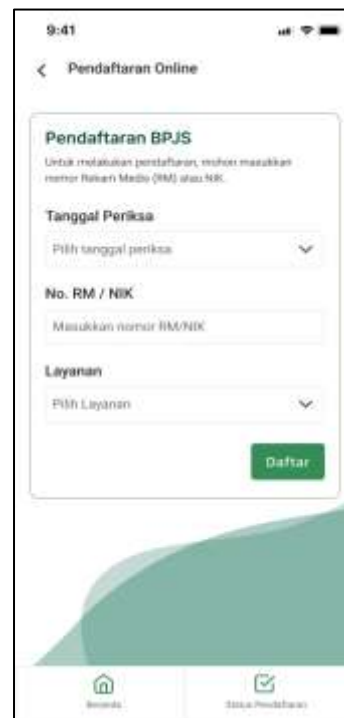 9:41
Pendaftaran Online
Pendaftaran BPJS
Untuk melakukan pendaftaran, mohon masukkan
nomor Rekam Medis (RM) atau NIK.
Tanggal Periksa
Pilih tanggal periksa
No. RM / NIK
Masukkan nomor RM/NIK
Layanan
Pilih Layanan
Daftar
Beranda
Status Pendaftaran